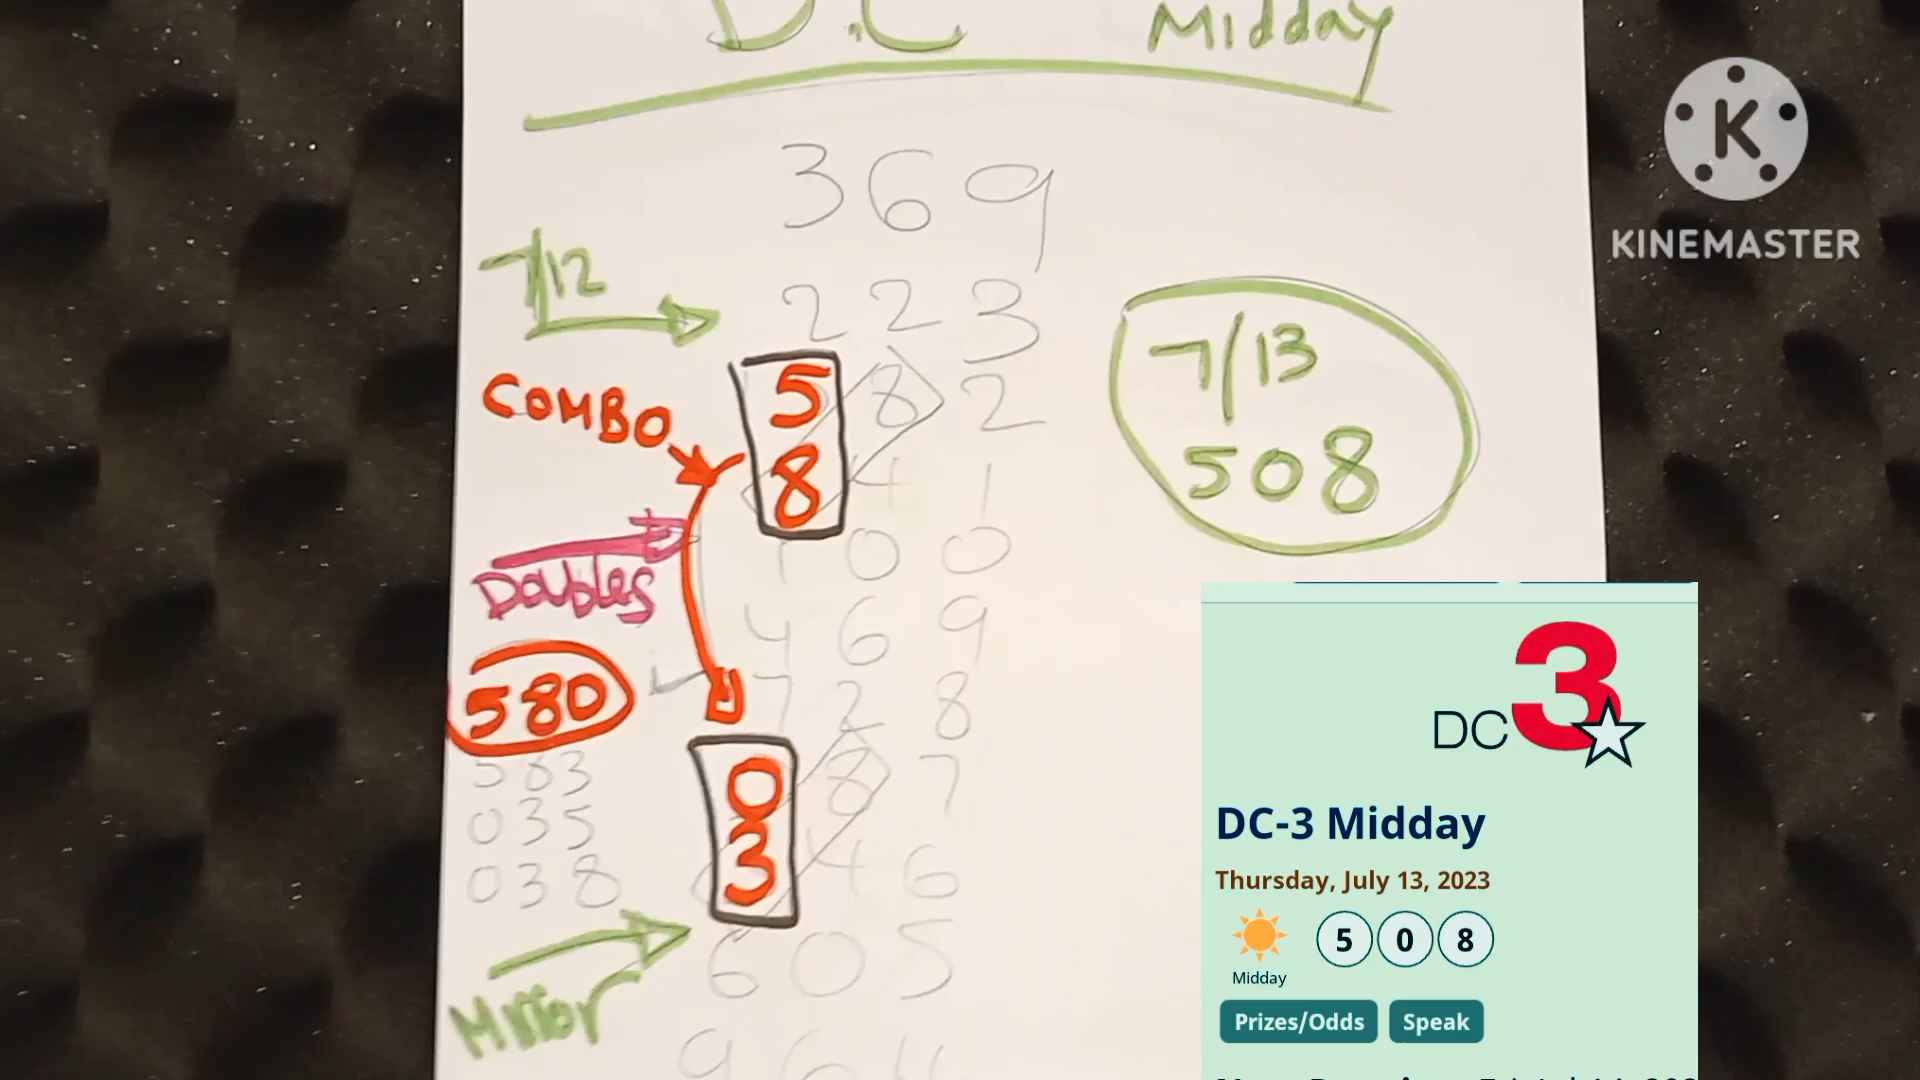 D.C Midday
KINEMASTER
369
7/12
223
5 8 2
COMBO
8 4 1
1 0 0
Doubles
4 6 9
580
7 2 8
583
0 8 7
035
3 4 6
038
605
Mirror
964
7/13
508
DC3
DC-3 Midday
Thursday, July 13, 2023
5 0 8
Midday
Prizes/Odds Speak